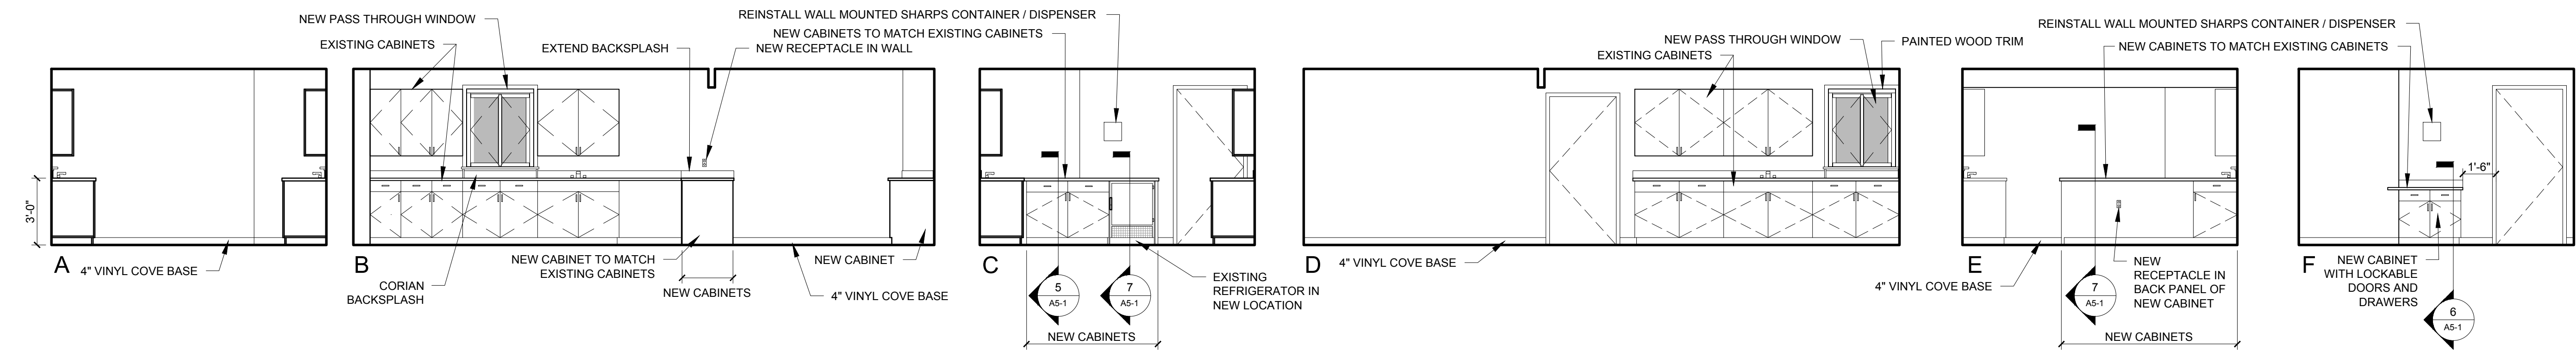 NEW PASS THROUGH WINDOW
EXISTING CABINETS
EXTEND BACKSPLASH
REINSTALL WALL MOUNTED SHARPS CONTAINER / DISPENSER
NEW CABINETS TO MATCH EXISTING CABINETS
NEW RECEPTACLE IN WALL
3'-0"
A
4" VINYL COVE BASE
B
CORIAN
BACKSPLASH
NEW CABINET TO MATCH
EXISTING CABINETS
NEW CABINETS
NEW CABINET
4" VINYL COVE BASE
C
5
A5-1
7
A5-1
NEW CABINETS
EXISTING
REFRIGERATOR IN
NEW LOCATION
NEW PASS THROUGH WINDOW
EXISTING CABINETS
PAINTED WOOD TRIM
D
4" VINYL COVE BASE
REINSTALL WALL MOUNTED SHARPS CONTAINER / DISPENSER
NEW CABINETS TO MATCH EXISTING CABINETS
E
4" VINYL COVE BASE
7
A5-1
NEW
RECEPTACLE IN
BACK PANEL OF
NEW CABINET
NEW CABINETS
1'-6"
F
NEW CABINET
WITH LOCKABLE
DOORS AND
DRAWERS
6
A5-1